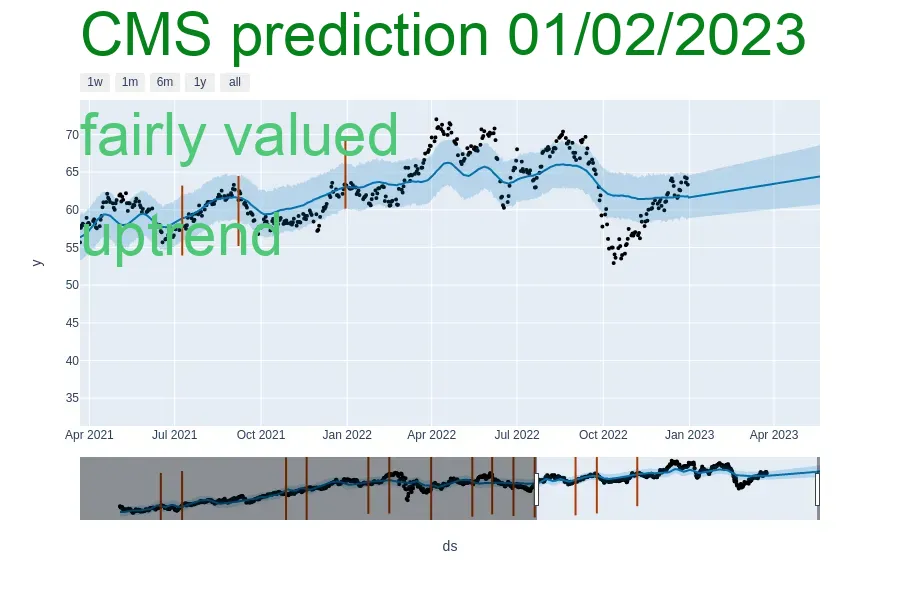 CMS prediction 01/02/2023
1w 1m 6m 1y all
fairly valued
uptrend
70
65
60
55
50
45
40
35
y
Apr 2021 Jul 2021 Oct 2021 Jan 2022 Apr 2022 Jul 2022 Oct 2022 Jan 2023 Apr 2023
ds